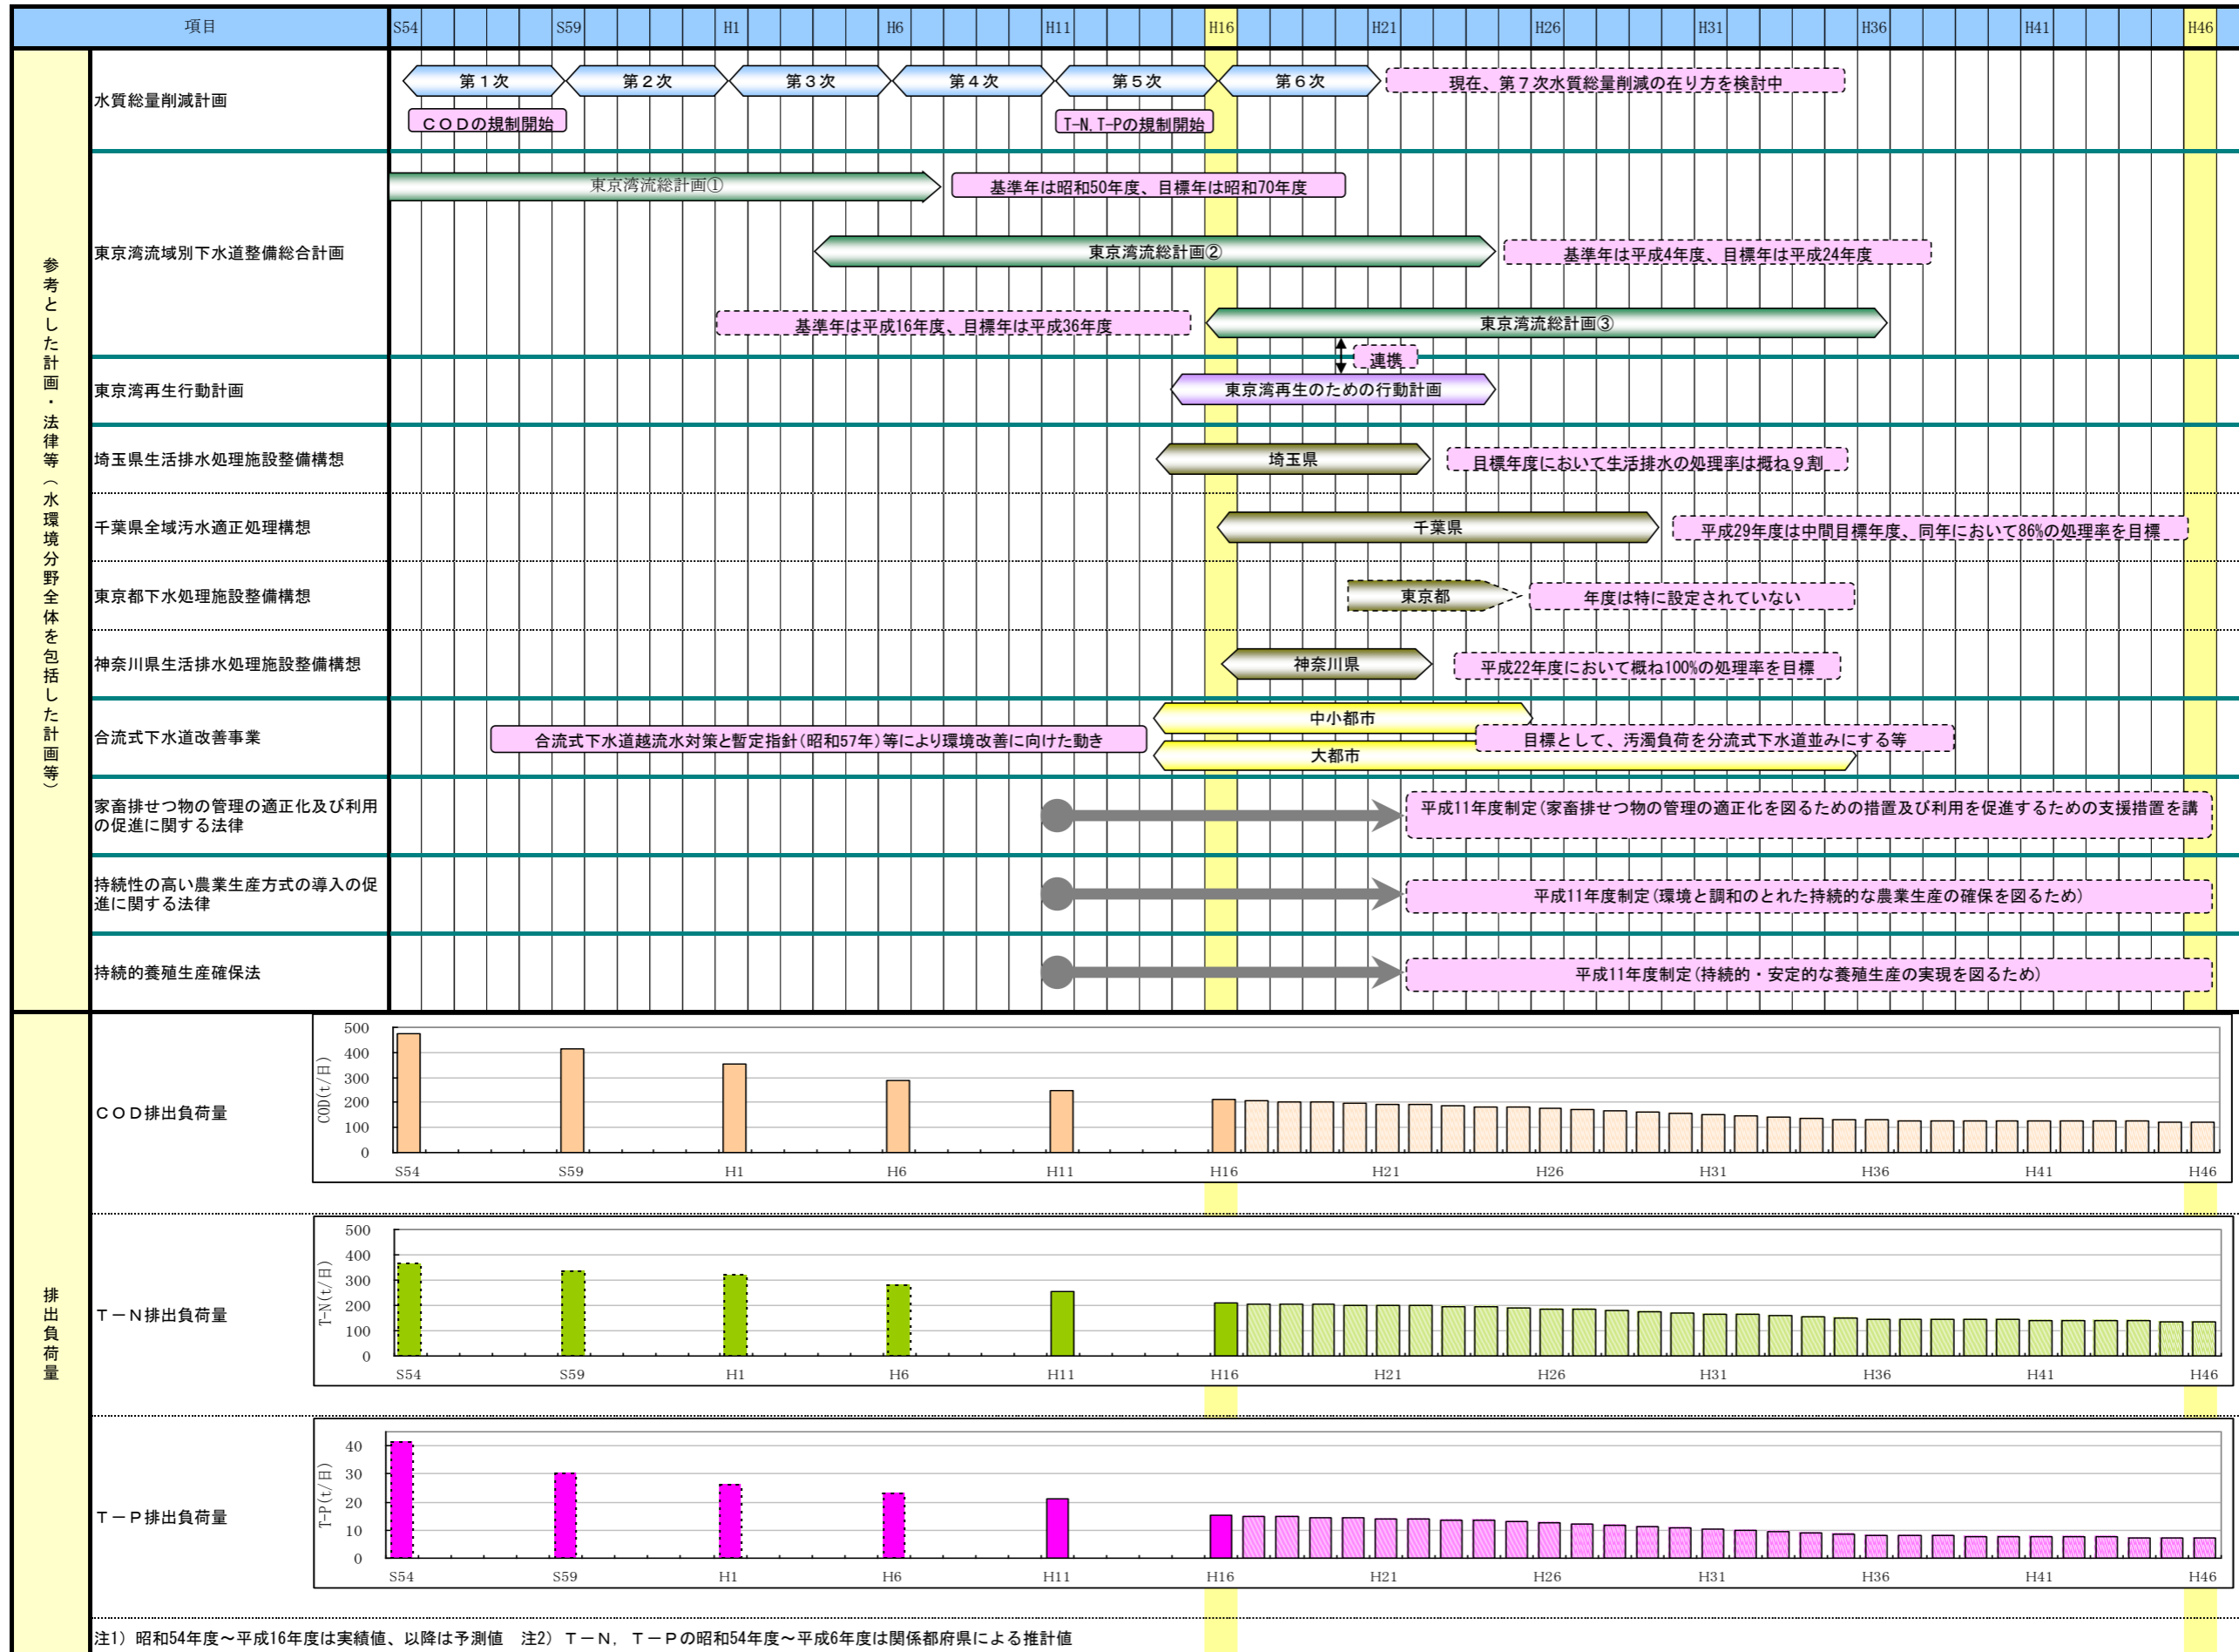 項目 S54 S59 H1 H6 H11 H16 H21 H26 H31 H36 H41 H46
参考とした計画・法律等（水環境分野全体を包括した計画等）
水質総量削減計画
第１次 第２次 第３次 第４次 第５次 第６次 現在、第７次水質総量削減の在り方を検討中
ＣＯＤの規制開始 T-N,T-Pの規制開始
東京湾流域別下水道整備総合計画
東京湾流総計画① 基準年は昭和50年度、目標年は昭和70年度
東京湾流総計画② 基準年は平成4年度、目標年は平成24年度
基準年は平成16年度、目標年は平成36年度 東京湾流総計画③
連携
東京湾再生行動計画 東京湾再生のための行動計画
埼玉県生活排水処理施設整備構想 埼玉県 目標年度において生活排水の処理率は概ね９割
千葉県全域汚水適正処理構想 千葉県 平成29年度は中間目標年度、同年において86%の処理率を目標
東京都下水処理施設整備構想 東京都 年度は特に設定されていない
神奈川県生活排水処理施設整備構想 神奈川県 平成22年度において概ね100%の処理率を目標
合流式下水道改善事業
中小都市
合流式下水道越流水対策と暫定指針(昭和57年)等により環境改善に向けた動き 目標として、汚濁負荷を分流式下水道並みにする等
大都市
家畜排せつ物の管理の適正化及び利用
の促進に関する法律
平成11年度制定(家畜排せつ物の管理の適正化を図るための措置及び利用を促進するための支援措置を講
持続性の高い農業生産方式の導入の促
進に関する法律
平成11年度制定(環境と調和のとれた持続的な農業生産の確保を図るため)
持続的養殖生産確保法 平成11年度制定(持続的・安定的な養殖生産の実現を図るため)
排出負荷量
ＣＯＤ排出負荷量
COD(t/日)
500
400
300
200
100
0
S54 S59 H1 H6 H11 H16 H21 H26 H31 H36 H41 H46
Ｔ－Ｎ排出負荷量
T-N(t/日)
500
400
300
200
100
0
S54 S59 H1 H6 H11 H16 H21 H26 H31 H36 H41 H46
Ｔ－Ｐ排出負荷量
T-P(t/日)
40
30
20
10
0
S54 S59 H1 H6 H11 H16 H21 H26 H31 H36 H41 H46
注1) 昭和54年度～平成16年度は実績値、以降は予測値 注2) Ｔ－Ｎ，Ｔ－Ｐの昭和54年度～平成6年度は関係都府県による推計値